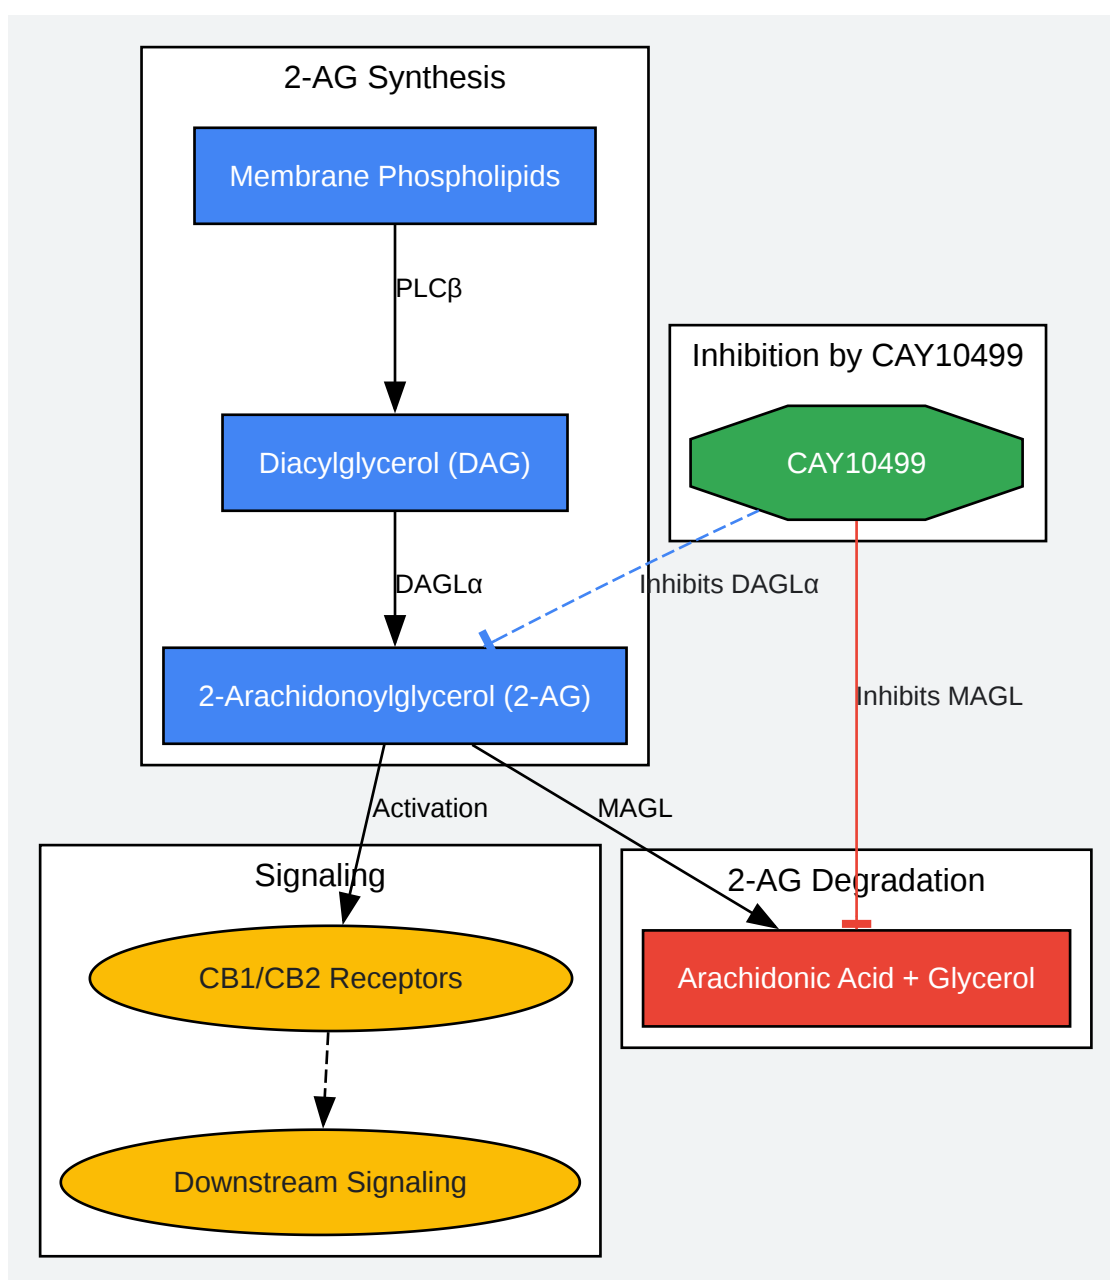 2-AG Synthesis
Membrane Phospholipids
PLCβ
Inhibition by CAY10499
Diacylglycerol (DAG)
CAY10499
DAGLα
Inhibits DAGLα
2-Arachidonoylglycerol (2-AG)
Inhibits MAGL
Activation
MAGL
Signaling
2-AG Degradation
CB1/CB2 Receptors
Arachidonic Acid + Glycerol
Downstream Signaling